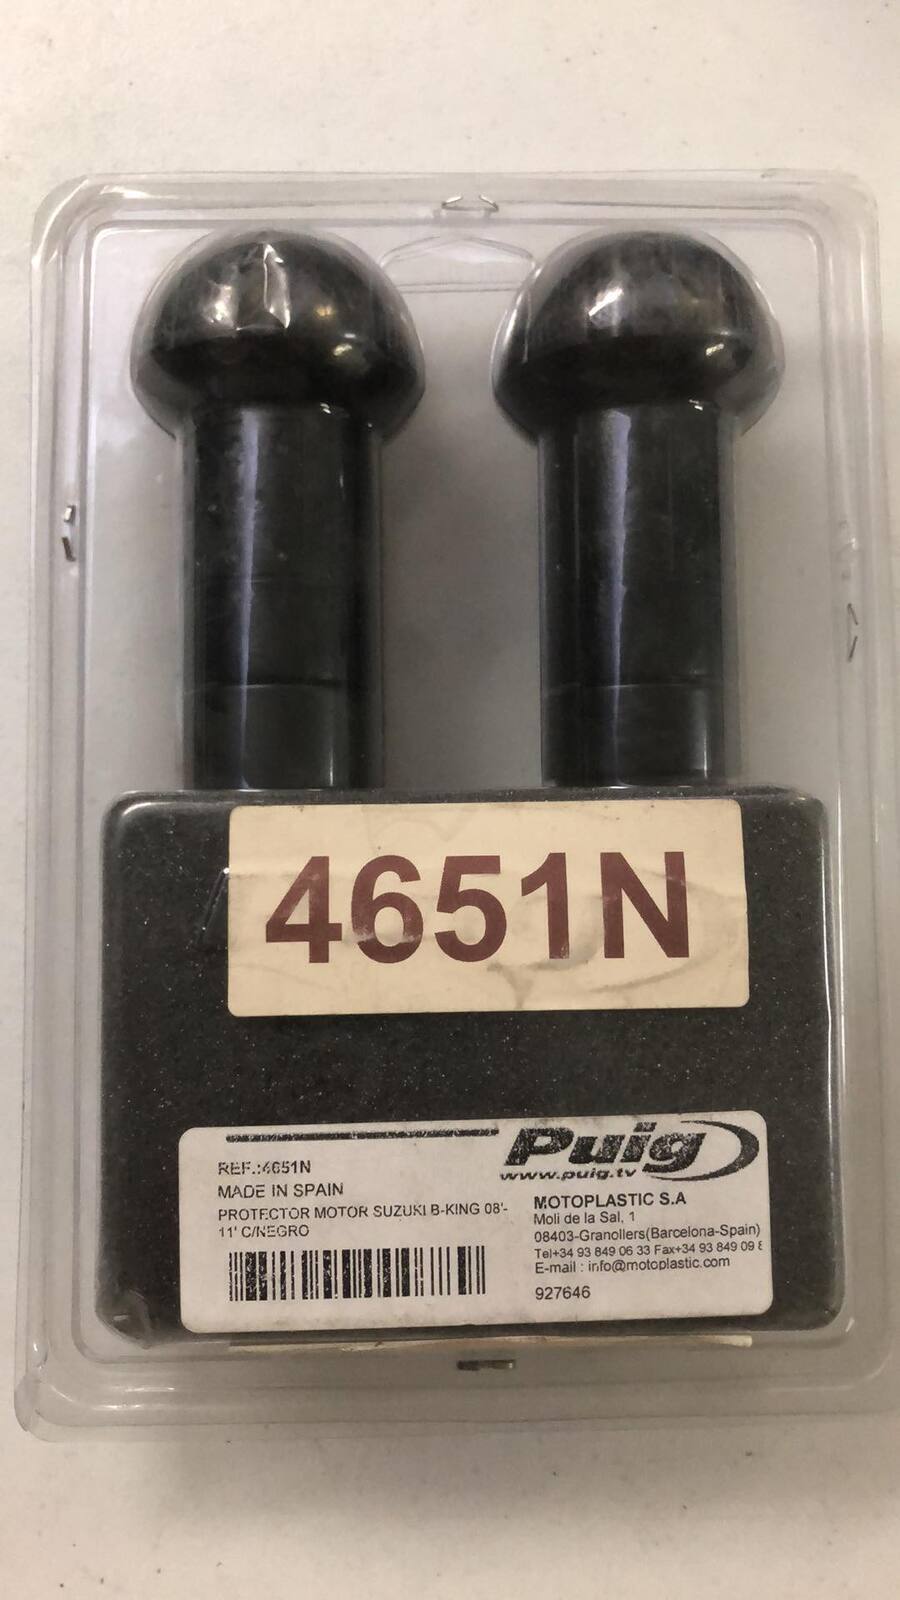 4651N
Puig
www.puig.tv
REF.:4651N
MADE IN SPAIN
PROTECTOR MOTOR SUZUKI B-KING 08'-
11' C/NEGRO
MOTOPLASTIC S.A
Moli de la Sal, 1
08403-Granollers(Barcelona-Spain)
Tel+34 93 849 06 33 Fax+34 93 849 09
E-mail : info@motoplastic.com
927646